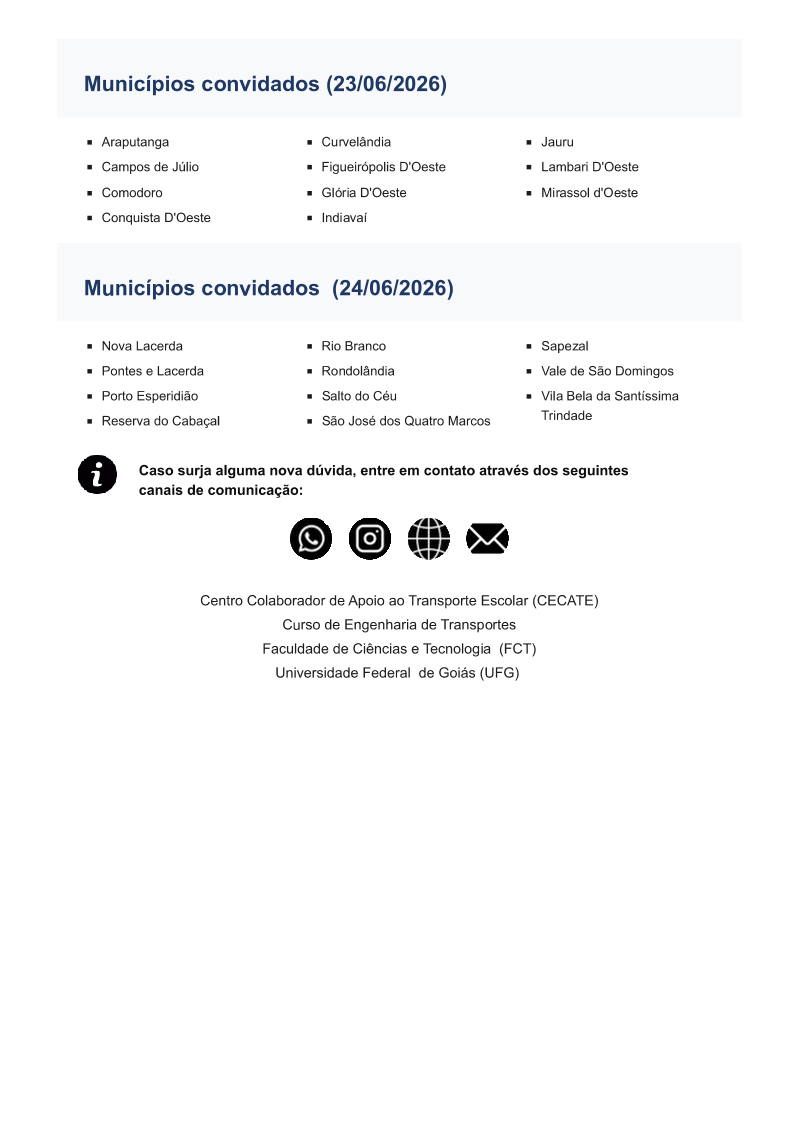 Municípios convidados (23/06/2026)
Araputanga
Campos de Júlio
Comodoro
Conquista D'Oeste
Curvelândia
Figueirópolis D'Oeste
Glória D'Oeste
Indiavaí
Jauru
Lambari D'Oeste
Mirassol d'Oeste
Municípios convidados (24/06/2026)
Nova Lacerda
Pontes e Lacerda
Porto Esperidião
Reserva do Cabaçal
Rio Branco
Rondolândia
Salto do Céu
São José dos Quatro Marcos
Sapezal
Vale de São Domingos
Vila Bela da Santíssima
Trindade
Caso surja alguma nova dúvida, entre em contato através dos seguintes
canais de comunicação:
Centro Colaborador de Apoio ao Transporte Escolar (CECATE)
Curso de Engenharia de Transportes
Faculdade de Ciências e Tecnologia (FCT)
Universidade Federal de Goiás (UFG)